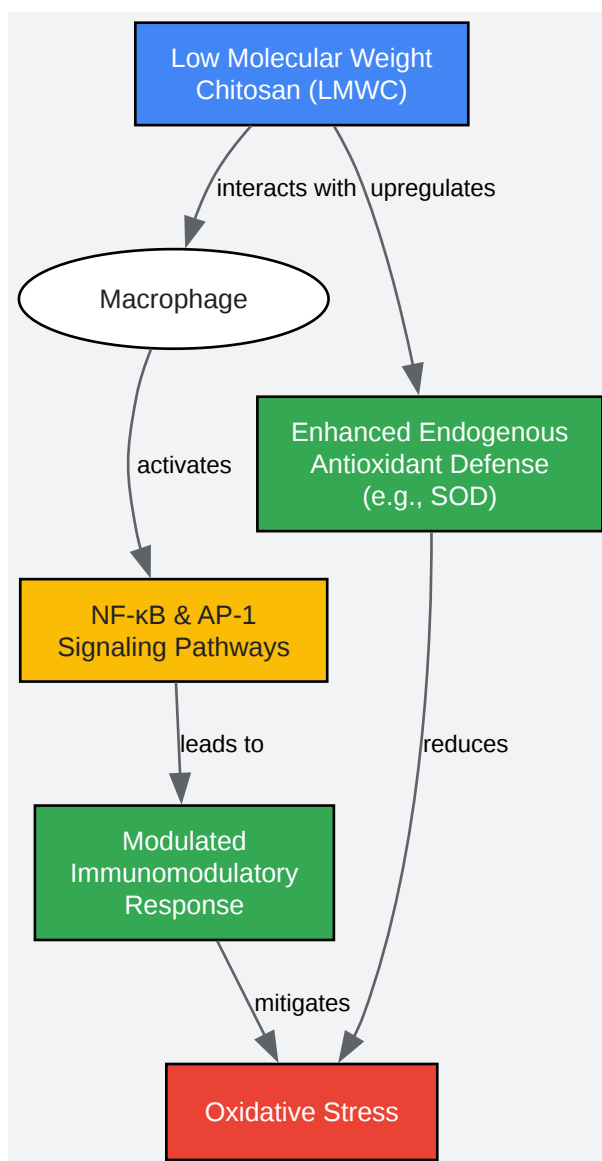 Low Molecular Weight
Chitosan (LMWC)
interacts with
upregulates
Macrophage
Enhanced Endogenous
Antioxidant Defense
(e.g., SOD)
activates
NF-κB & AP-1
Signaling Pathways
leads to
reduces
Modulated
Immunomodulatory
Response
mitigates
Oxidative Stress